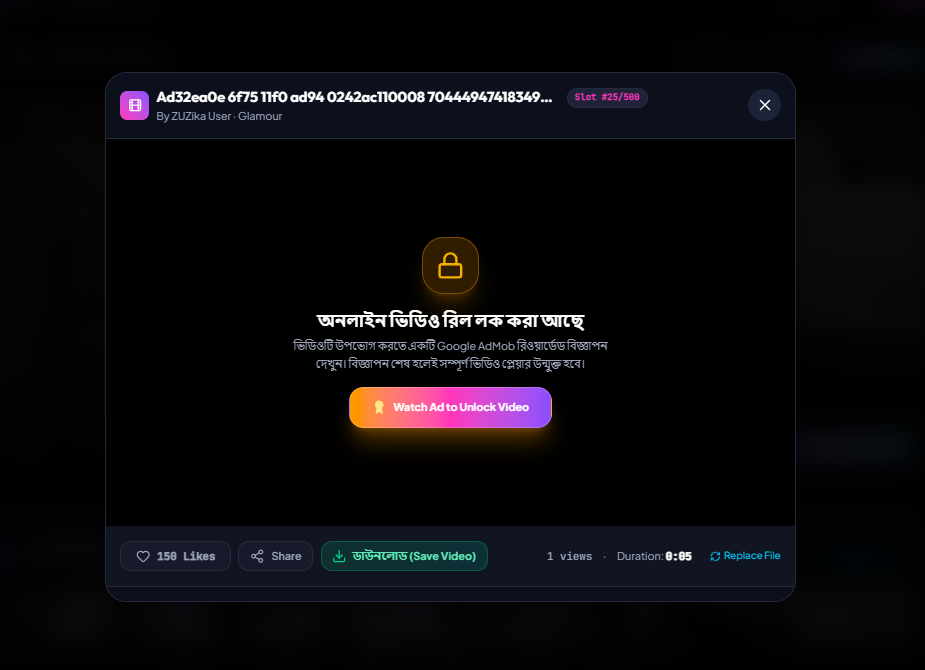 Ad32ea0e 6f75 11f0 ad94 0242ac110008 70444947418349...
Slot #25/500
By ZUZika User · Glamour
অনলাইন ভিডিও রিল লক করা আছে
ভিডিওটি উপভোগ করতে একটি Google AdMob রিওয়ার্ডেড বিজ্ঞাপন
দেখুন। বিজ্ঞাপন শেষ হলেই সম্পূর্ণ ভিডিও প্লেয়ার উন্মুক্ত হবে।
Watch Ad to Unlock Video
150 Likes
Share
ডাউনলোড (Save Video)
1 views · Duration: 0:05
Replace File